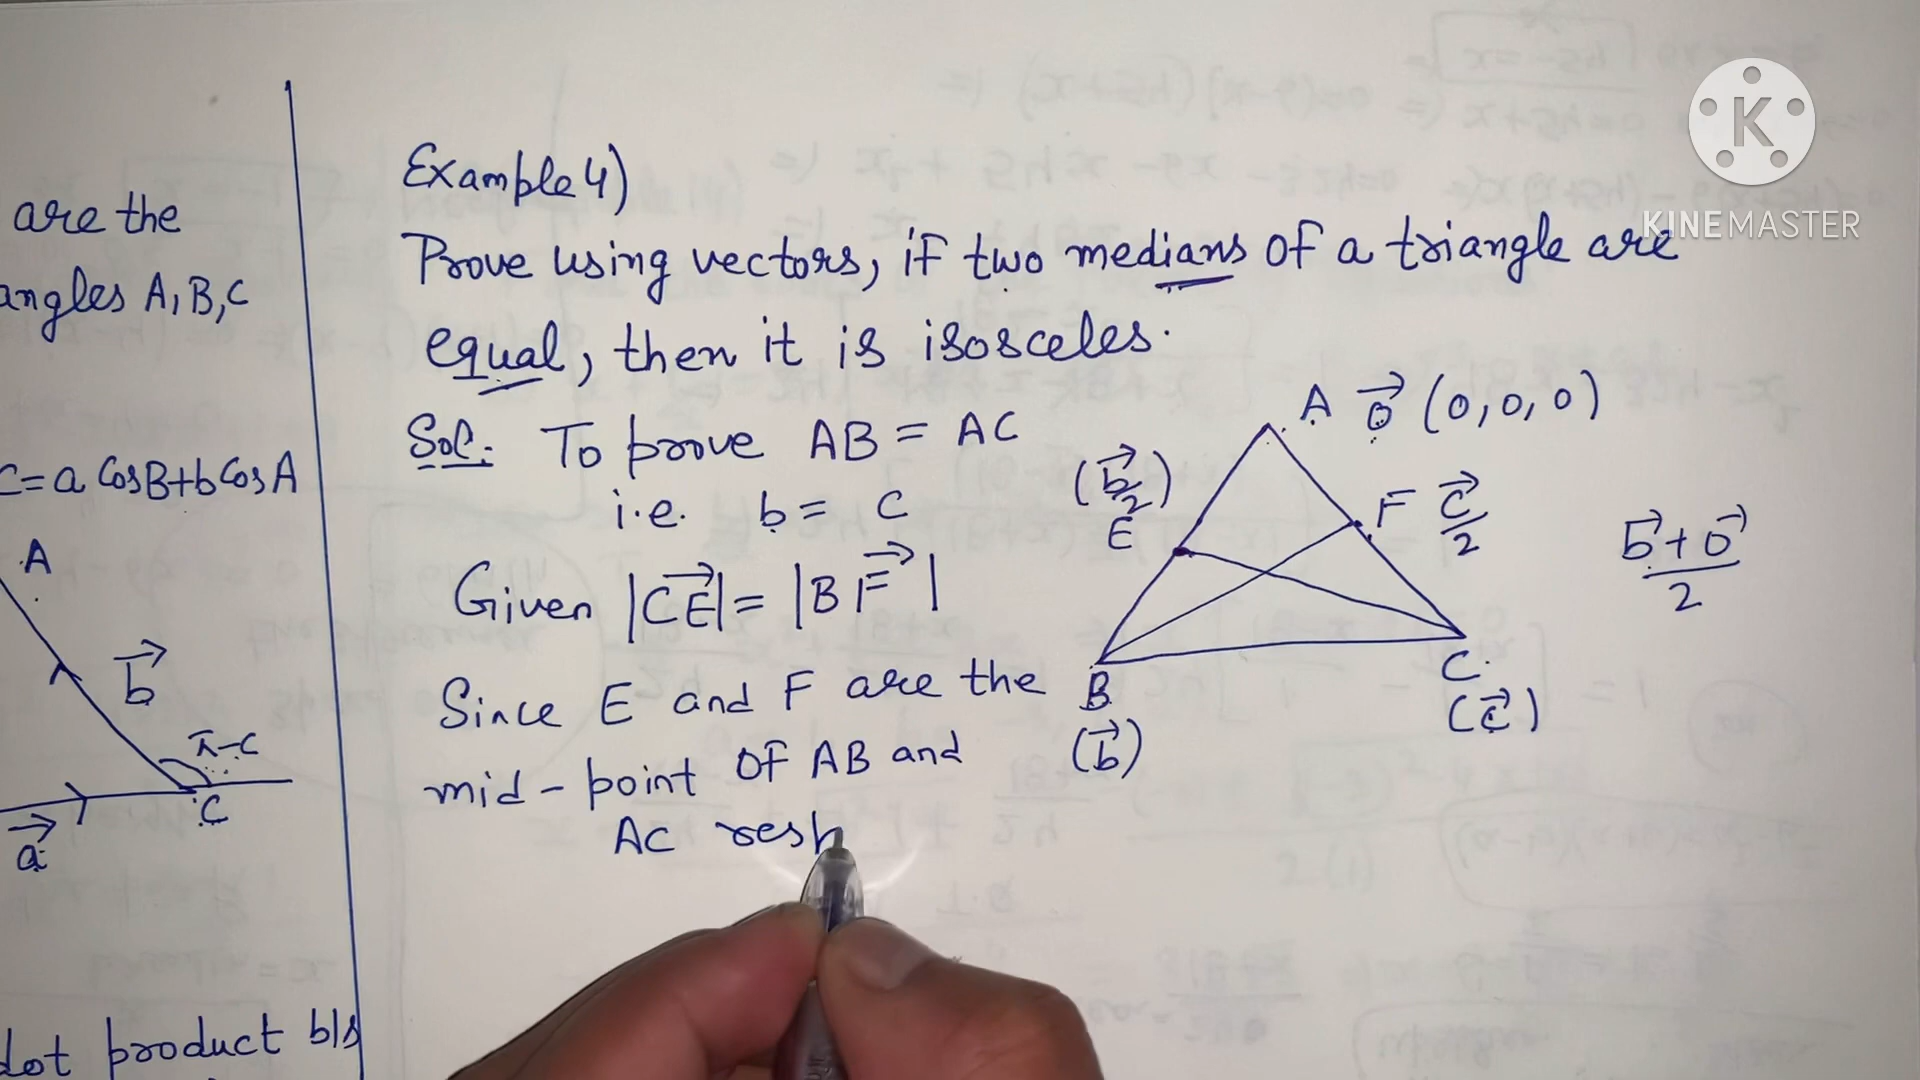 are the
angles A, B, C
C = a CosB + b CosA
A
b⃗
π-C
C
a⃗
dot product b/s
Example 4)
Prove using vectors, if two medians of a triangle are
equal, then it is isosceles.
Sol: To prove AB = AC
i.e. b = c
Given |CE⃗| = |BF⃗|
Since E and F are the
mid-point of AB and
AC resp
A 0⃗ (0,0,0)
(b⃗/2)
E
F c⃗/2
B
(b⃗)
C
(c⃗)
b⃗ + 0⃗
2
K
KINEMASTER